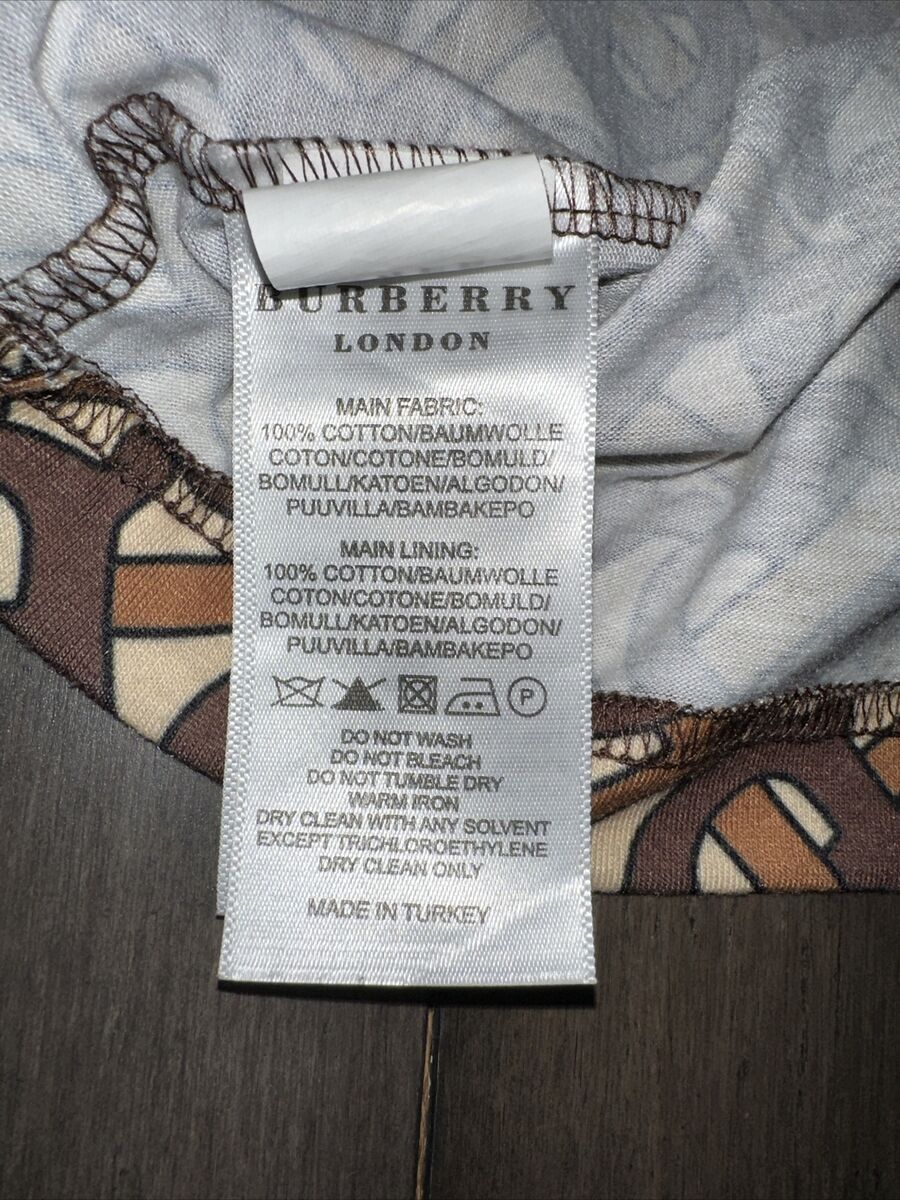 BURBERRY
LONDON
MAIN FABRIC:
100% COTTON/BAUMWOLLE
COTON/COTONE/BOMULD/
BOMULL/KATOEN/ALGODON/
PUUVILLA/BAMBAKEPO
MAIN LINING:
100% COTTON/BAUMWOLLE
COTON/COTONE/BOMULD/
BOMULL/KATOEN/ALGODON/
PUUVILLA/BAMBAKEPO
P
DO NOT WASH
DO NOT BLEACH
DO NOT TUMBLE DRY
WARM IRON
DRY CLEAN WITH ANY SOLVENT
EXCEPT TRICHLOROETHYLENE
DRY CLEAN ONLY
MADE IN TURKEY